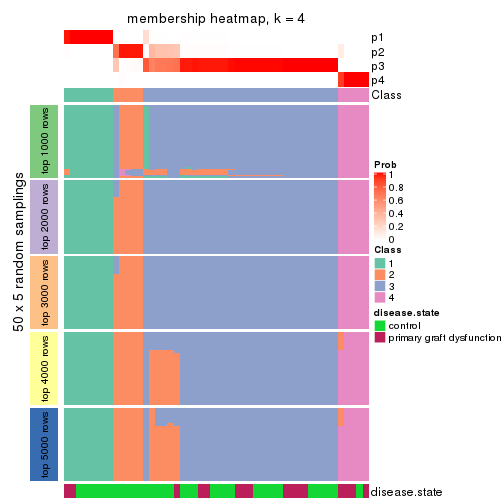 membership heatmap, k = 4
p1
p2
p3
p4
Class
50 x 5 random samplings
top 1000 rows
top 2000 rows
top 3000 rows
top 4000 rows
top 5000 rows
disease.state
Prob
1
0.8
0.6
0.4
0.2
0
Class
1
2
3
4
disease.state
control
primary graft dysfunction